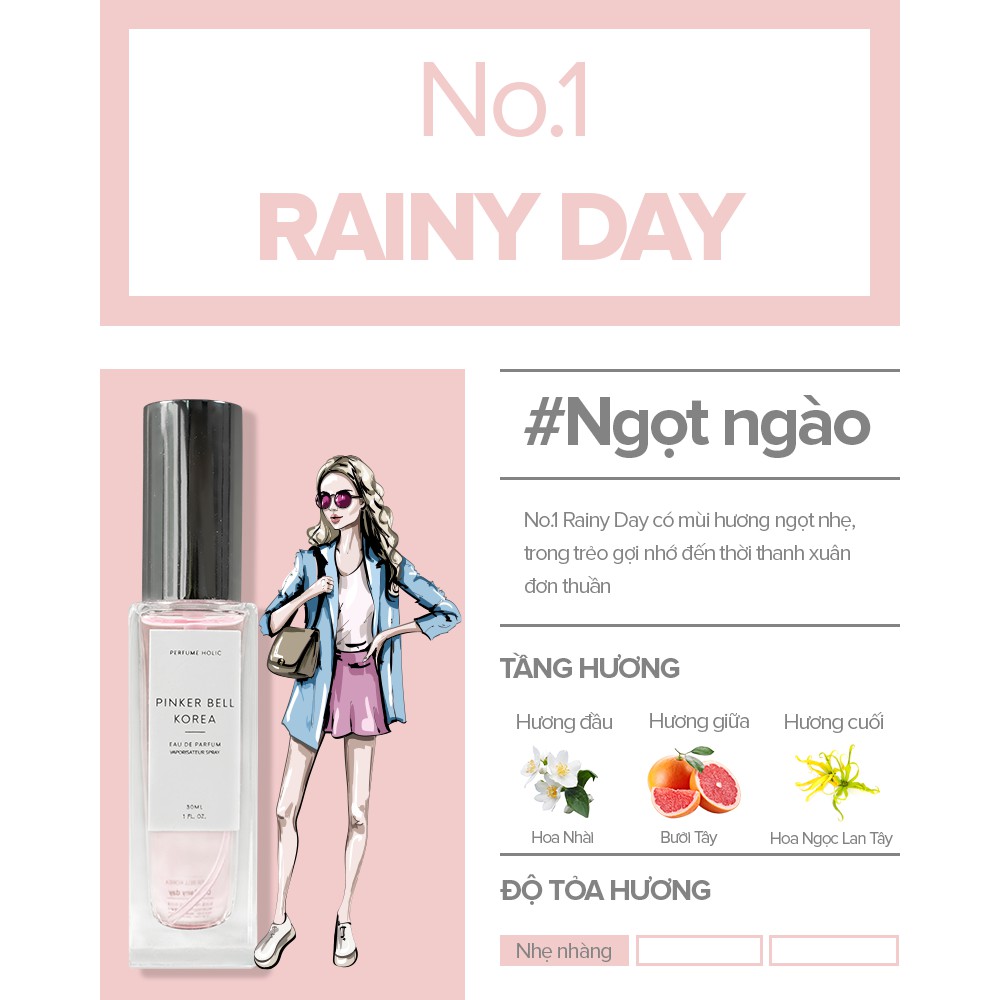 No.1
RAINY DAY
#Ngọt ngào
No.1 Rainy Day có mùi hương ngọt nhẹ,
trong trẻo gợi nhớ đến thời thanh xuân
đơn thuần
TẦNG HƯƠNG
Hương đầu
Hương giữa
Hương cuối
Hoa Nhài
Bưởi Tây
Hoa Ngọc Lan Tây
ĐỘ TỎA HƯƠNG
Nhẹ nhàng
PERFUME HOLIC
PINKER BELL
KOREA
EAU DE PARFUM
VAPORISATEUR SPRAY
30ML
1 FL. OZ.